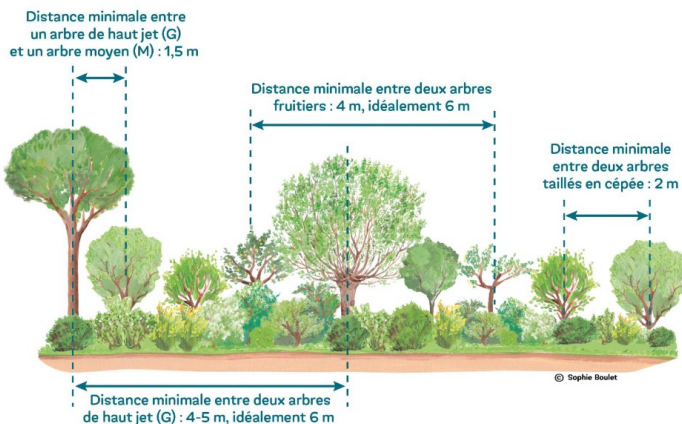 Distance minimale entre
un arbre de haut jet (G)
et un arbre moyen (M) : 1,5 m
Distance minimale entre deux arbres
fruitiers : 4 m, idéalement 6 m
Distance minimale
entre deux arbres
taillés en cépée : 2 m
© Sophie Boulet
Distance minimale entre deux arbres
de haut jet (G) : 4-5 m, idéalement 6 m